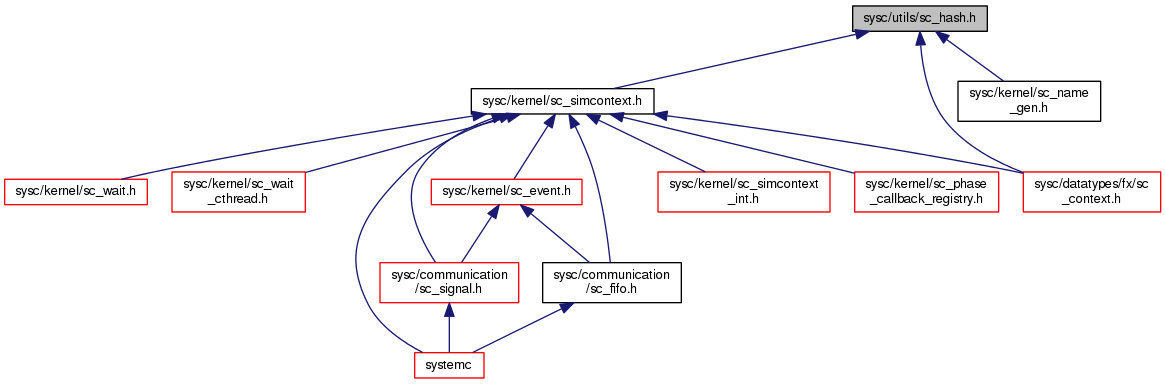 sysc/utils/sc_hash.h
sysc/kernel/sc_simcontext.h
sysc/kernel/sc_name
_gen.h
sysc/kernel/sc_wait.h
sysc/kernel/sc_wait
_cthread.h
sysc/kernel/sc_event.h
sysc/kernel/sc_simcontext
_int.h
sysc/kernel/sc_phase
_callback_registry.h
sysc/datatypes/fx/sc
_context.h
sysc/communication
/sc_signal.h
sysc/communication
/sc_fifo.h
systemc